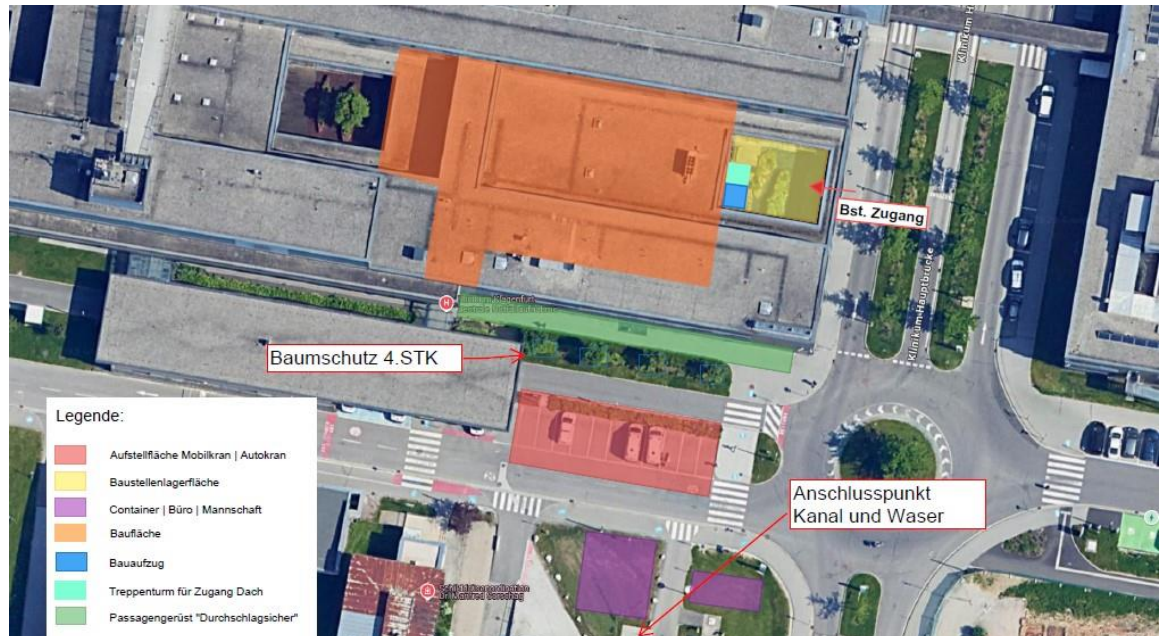 Klinikum H
Bst. Zugang
Klinikum Hauptbrücke
Baumschutz 4.STK
Legende:
Aufstellfläche Mobilkran | Autokran
Baustellenlagerfläche
Container | Büro | Mannschaft
Baufläche
Bauaufzug
Treppenturm für Zugang Dach
Passagengerüst "Durchschlagsicher"
Anschlusspunkt
Kanal und Waser